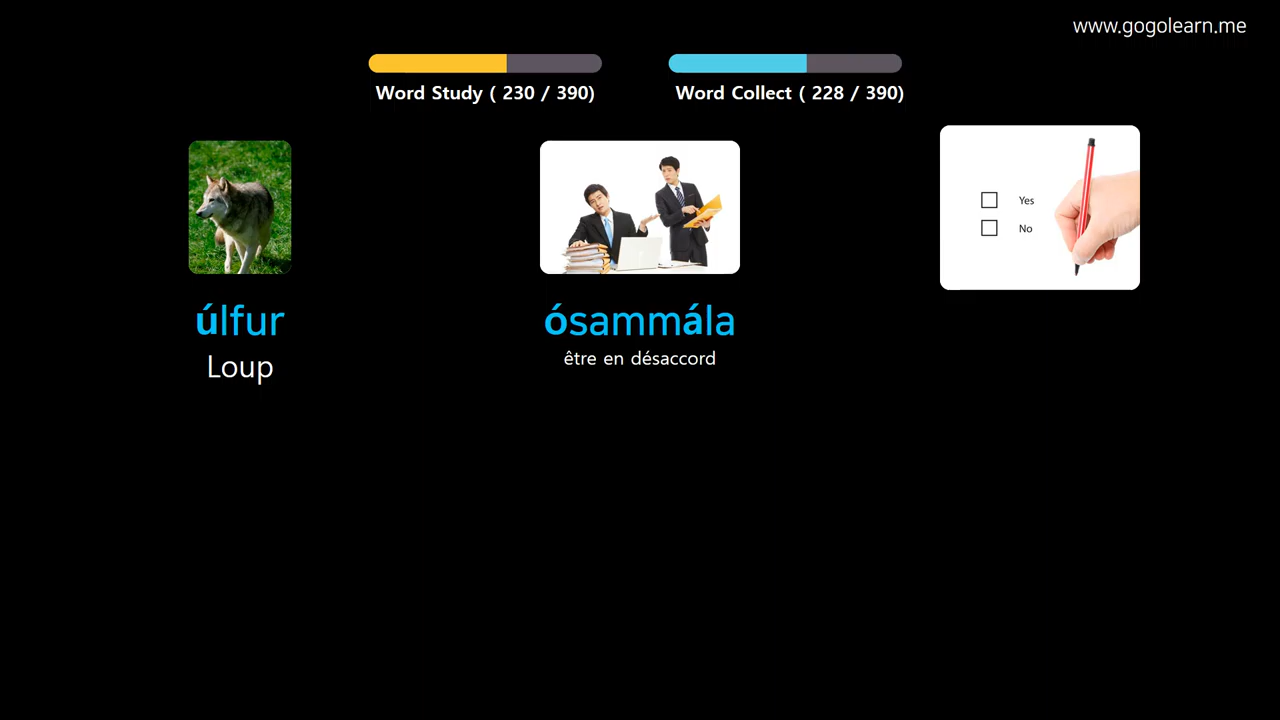 www.gogolearn.me
Word Study ( 230 / 390)
Word Collect ( 228 / 390)
Yes
No
úlfur
Loup
ósammála
être en désaccord